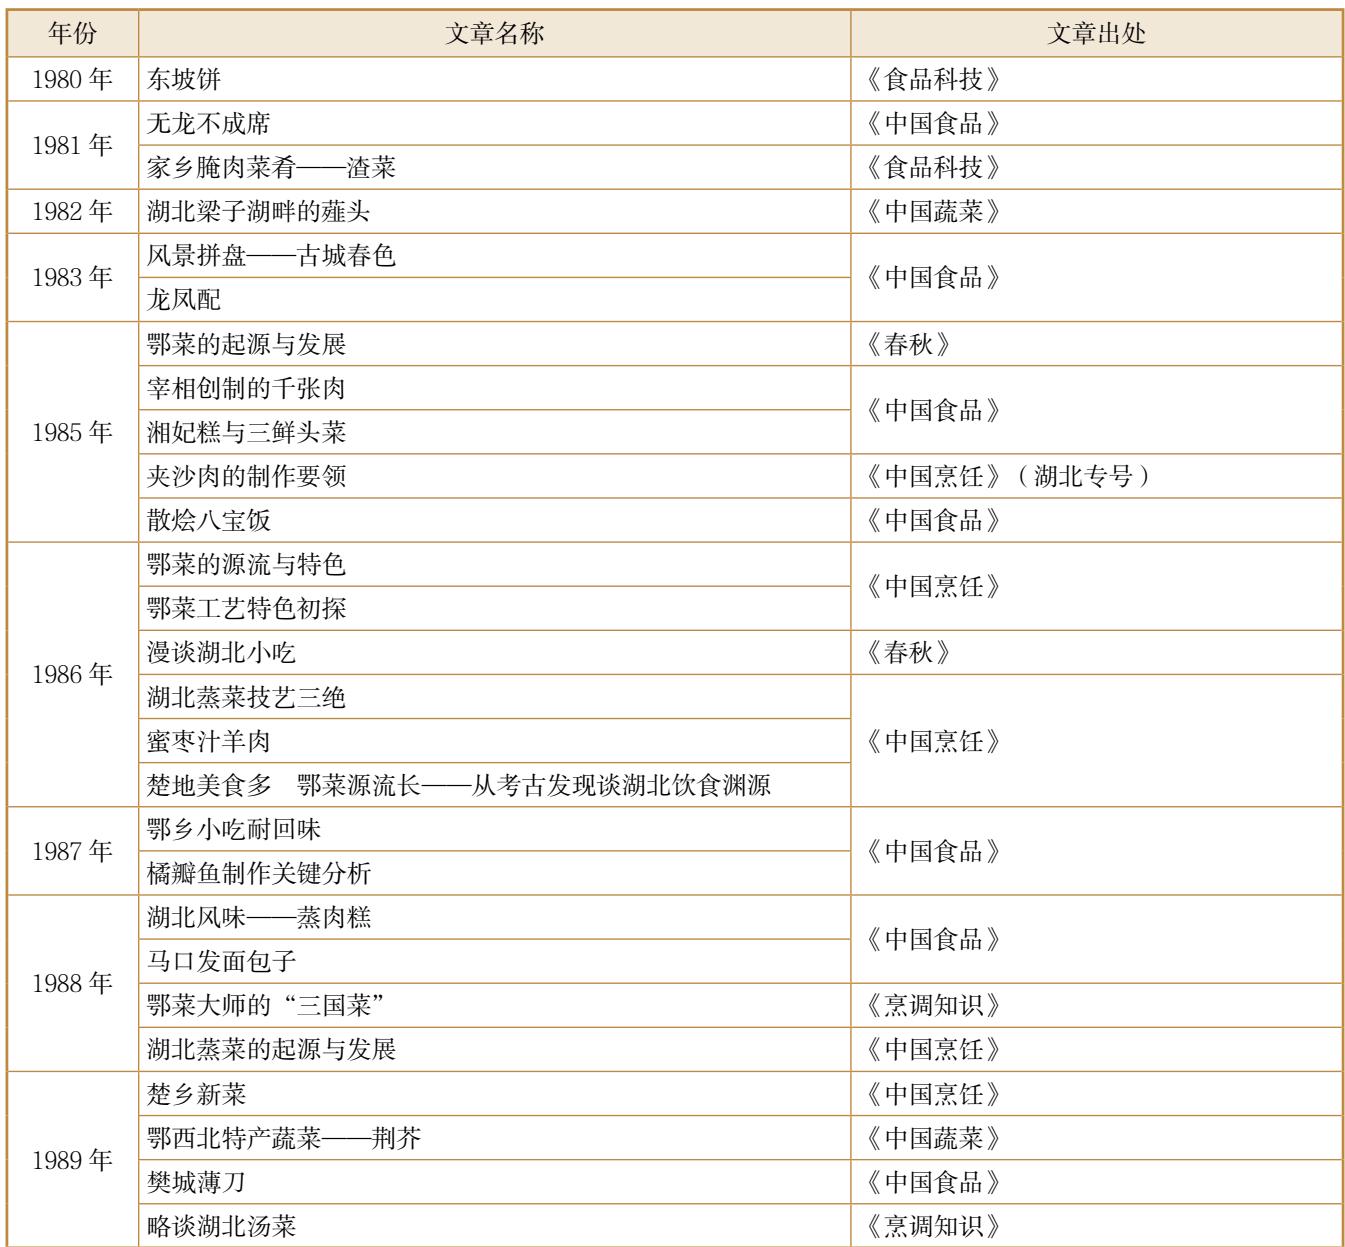 年份 文章名称 文章出处
1980 年 东坡饼 《食品科技》
1981 年 无龙不成席 《中国食品》
家乡腌肉菜肴——渣菜 《食品科技》
1982 年 湖北梁子湖畔的薤头 《中国蔬菜》
1983 年 风景拼盘——古城春色 《中国食品》
龙凤配
1985 年 鄂菜的起源与发展 《春秋》
宰相创制的千张肉 《中国食品》
湘妃糕与三鲜头菜
夹沙肉的制作要领 《中国烹饪》（湖北专号）
散烩八宝饭 《中国食品》
1986 年 鄂菜的源流与特色 《中国烹饪》
鄂菜工艺特色初探
漫谈湖北小吃 《春秋》
湖北蒸菜技艺三绝 《中国烹饪》
蜜枣汁羊肉
楚地美食多　鄂菜源流长——从考古发现谈湖北饮食渊源
1987 年 鄂乡小吃耐回味 《中国食品》
橘瓣鱼制作关键分析
1988 年 湖北风味——蒸肉糕 《中国食品》
马口发面包子
鄂菜大师的“三国菜” 《烹调知识》
湖北蒸菜的起源与发展 《中国烹饪》
1989 年 楚乡新菜 《中国烹饪》
鄂西北特产蔬菜——荆芥 《中国蔬菜》
樊城薄刀 《中国食品》
略谈湖北汤菜 《烹调知识》